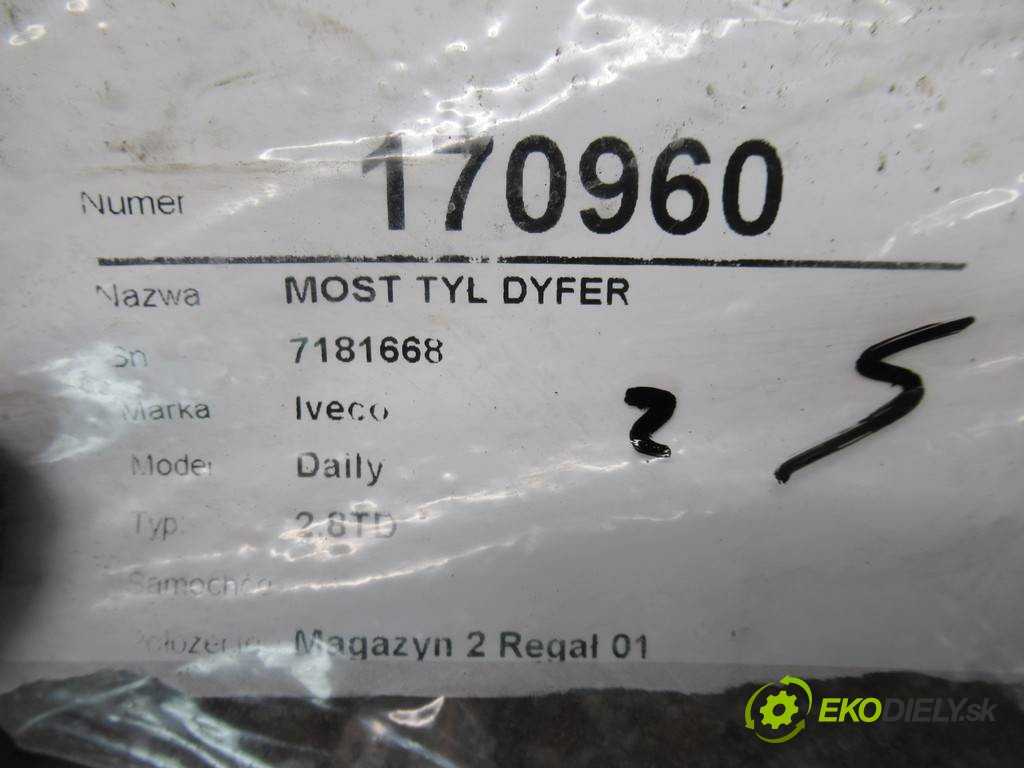 Numer 170960
Nazwa MOST TYL DYFER
Sn 7181668
Marka Iveco
Model Daily
Typ: 2.8TD
Samochód
Położenie Magazyn 2 Regał 01
2 5
EKODIELY.sk